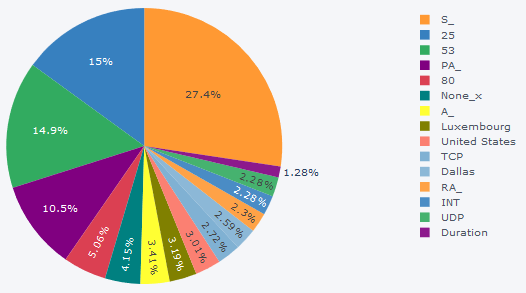 27.4%
15%
14.9%
10.5%
5.06%
4.15%
3.41%
3.19%
3.01%
2.72%
2.59%
2.3%
2.28%
2.28%
1.28%
S_
25
53
PA_
80
None_x
A_
Luxembourg
United States
TCP
Dallas
RA_
INT
UDP
Duration